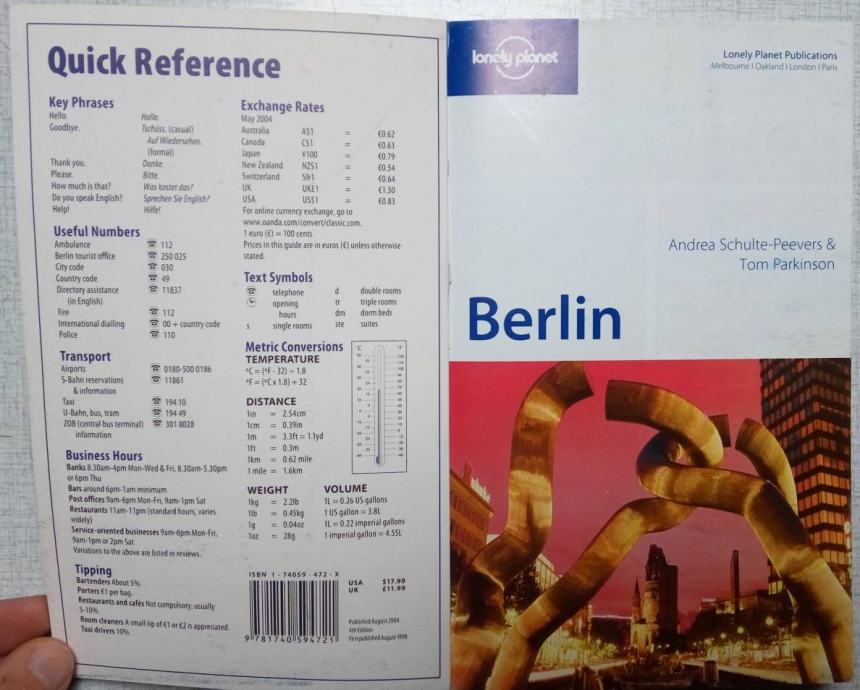 Quick Reference
Key Phrases
Hello. Hallo.
Goodbye. Tschüss. (casual)
Auf Wiedersehen.
(formal)
Thank you. Danke.
Please. Bitte.
How much is that? Was kostet das?
Do you speak English? Sprechen Sie English?
Help! Hilfe!
Useful Numbers
Ambulance ☎ 112
Berlin tourist office ☎ 250 025
City code ☎ 030
Country code ☎ 49
Directory assistance ☎ 11837
(in English)
Fire ☎ 112
International dialling ☎ 00 + country code
Police ☎ 110
Transport
Airports ☎ 0180-500 0186
S-Bahn reservations ☎ 11861
& information
Taxi ☎ 194 10
U-Bahn, bus, tram ☎ 194 49
ZOB (central bus terminal) ☎ 301 8028
information
Business Hours
Banks 8.30am-4pm Mon-Wed & Fri, 8.30am-5.30pm
or 6pm Thu
Bars around 6pm-1am minimum
Post offices 9am-6pm Mon-Fri, 9am-1pm Sat
Restaurants 11am-11pm (standard hours, varies
widely)
Service-oriented businesses 9am-6pm Mon-Fri,
9am-1pm or 2pm Sat
Variations to the above are listed in reviews.
Tipping
Bartenders About 5%.
Porters €1 per bag.
Restaurants and cafés Not compulsory; usually
5-10%.
Room cleaners A small tip of €1 or €2 is appreciated.
Taxi drivers 10%.
Exchange Rates
May 2004
Australia A$1 = €0.62
Canada C$1 = €0.63
Japan ¥100 = €0.79
New Zealand NZ$1 = €0.54
Switzerland Sfr1 = €0.64
UK UK£1 = €1.50
USA US$1 = €0.83
For online currency exchange, go to
www.oanda.com/convert/classic.com.
1 euro (€) = 100 cents
Prices in this guide are in euros (€) unless otherwise
stated.
Text Symbols
☎ telephone d double rooms
opening tr triple rooms
hours dm dorm beds
s single rooms ste suites
Metric Conversions
TEMPERATURE
°C = (°F - 32) ÷ 1.8
°F = (°C x 1.8) + 32
°C °F
DISTANCE
1in = 2.54cm
1cm = 0.39in
1m = 3.3ft = 1.1yd
1ft = 0.3m
1km = 0.62 mile
1 mile = 1.6km
WEIGHT
1kg = 2.2lb
1lb = 0.45kg
1g = 0.04oz
1oz = 28g
VOLUME
1L = 0.26 US gallons
1 US gallon = 3.8L
1L = 0.22 imperial gallons
1 imperial gallon = 4.55L
ISBN 1-74059-472-X
9 781740 594721
USA $17.99
UK £11.99
Published August 2004
4th Edition
First published August 1998
lonely planet
Lonely Planet Publications
Melbourne | Oakland | London | Paris
Andrea Schulte-Peevers &
Tom Parkinson
Berlin